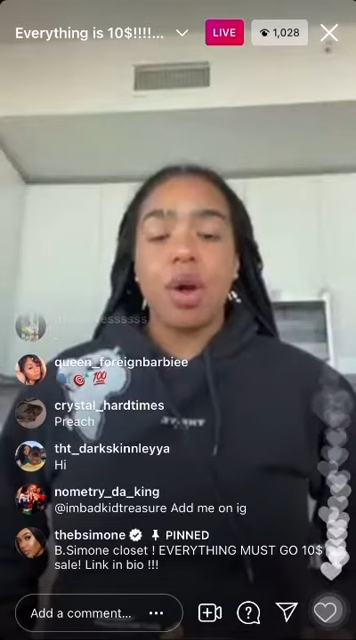 Everything is 10$!!!!...
LIVE
1,028
queen_foreignbarbiee
💯
crystal_hardtimes
Preach
tht_darkskinnleyya
Hi
nometry_da_king
@imbadkidtreasure Add me on ig
thebsimone PINNED
B.Simone closet ! EVERYTHING MUST GO 10$
sale! Link in bio !!!
Add a comment...